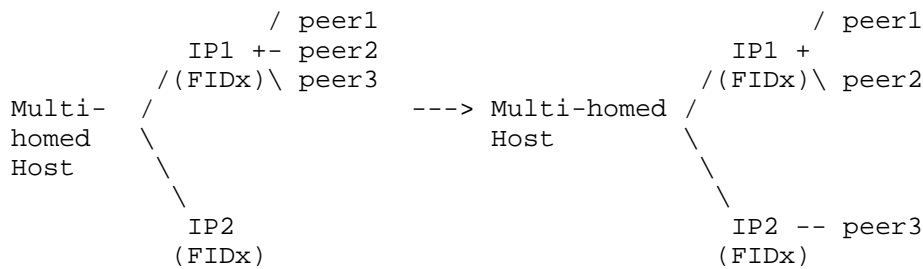 / peer1                              / peer1
               IP1 +- peer2                         IP1 +
            /(FIDx)\ peer3                       /(FIDx)\ peer2
Multi-   /                    ---> Multi-homed /
homed    \                         Host        \
Host      \                                     \
           \                                     \
            IP2                                   IP2 -- peer3
            (FIDx)                                (FIDx)